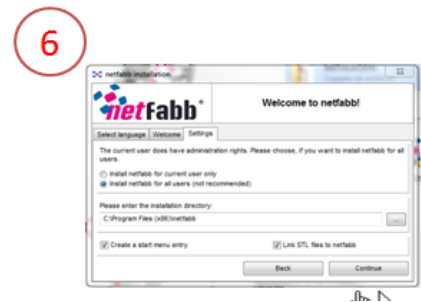 6
netfabb installation
netfabb
Welcome to netfabb!
Select language Welcome Settings
The current user does have administration rights. Please choose, if you want to install netfabb for all
users.
Install netfabb for current user only
Install netfabb for all users (not recommended)
Please enter the installation directory:
C:\Program Files (x86)\netfabb
...
Create a start menu entry. Link STL files to netfabb
Back Continue